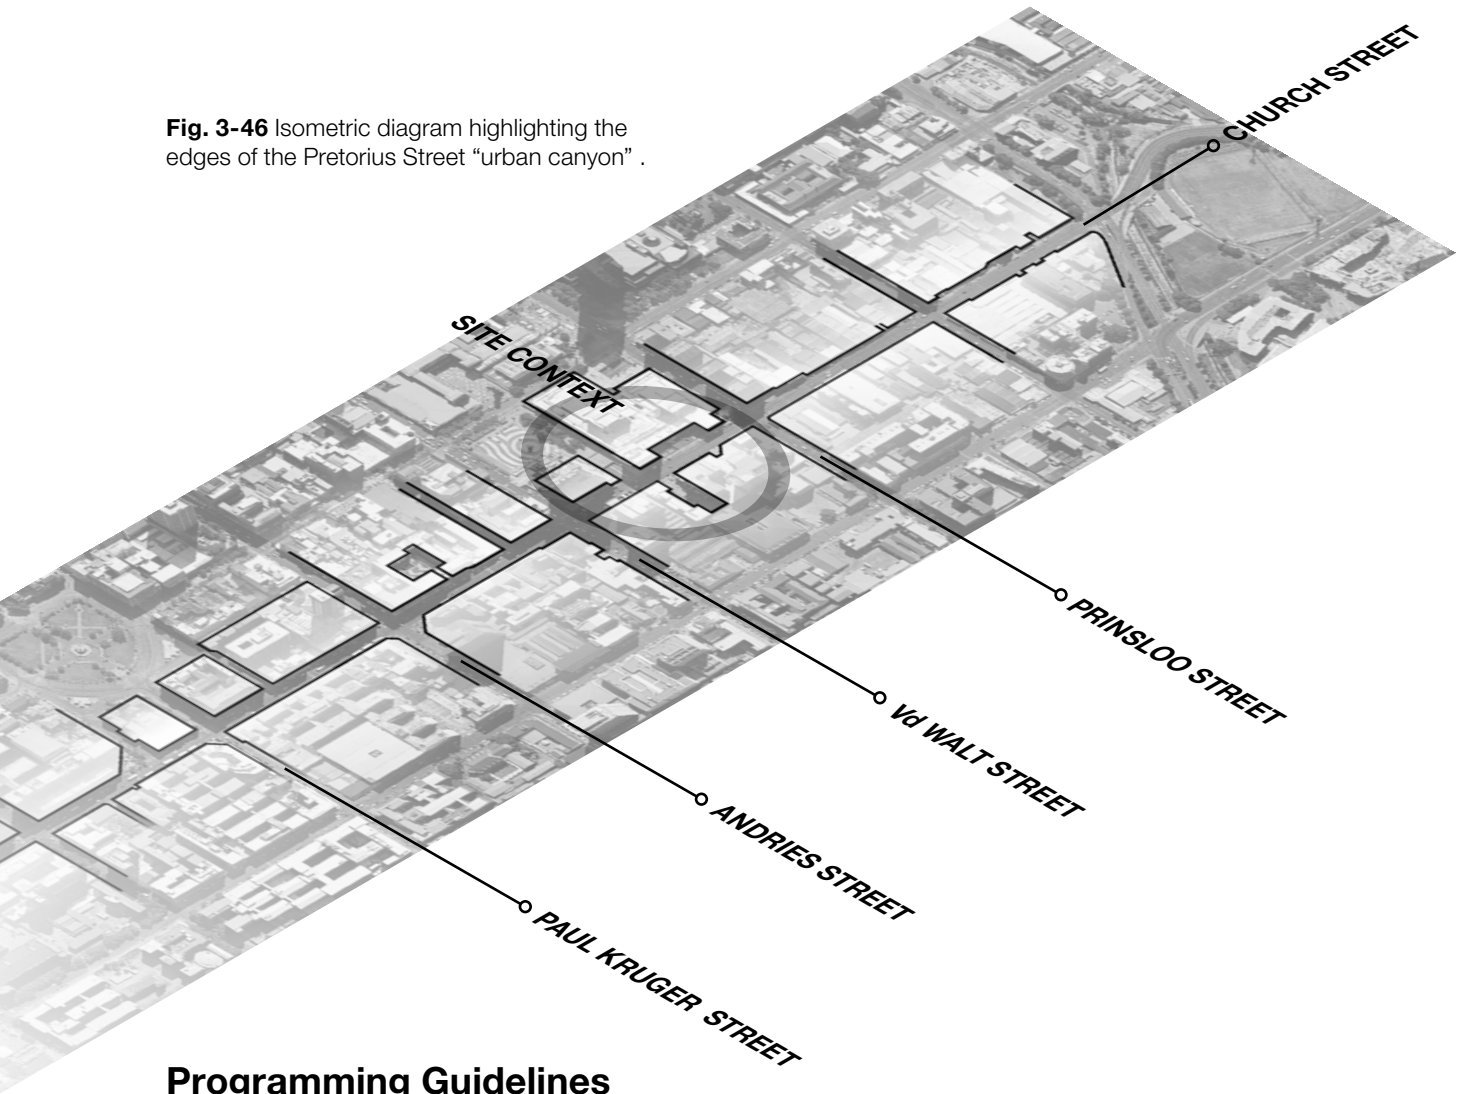 CHURCH STREET
Fig. 3-46 Isometric diagram highlighting the
edges of the Pretorius Street “urban canyon” .
SITE CONTEXT
PRINSLOO STREET
Vd WALT STREET
ANDRIES STREET
PAUL KRUGER STREET
Programming Guidelines